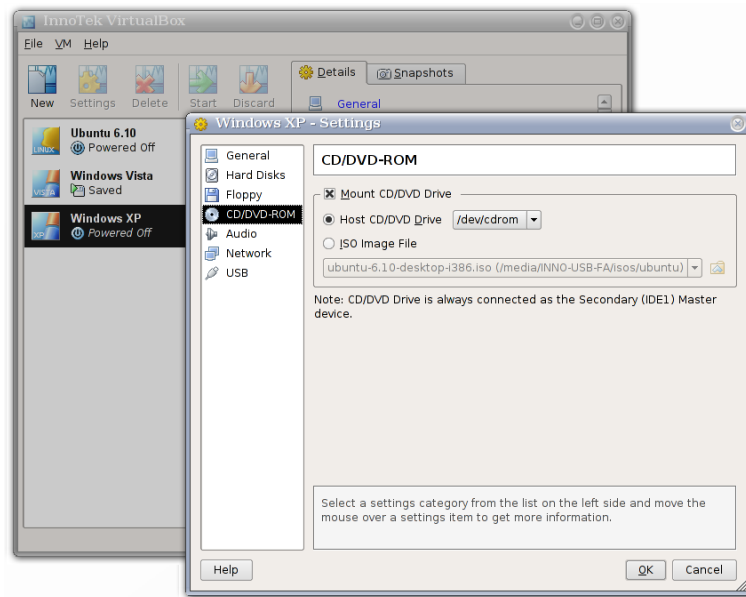 InnoTek VirtualBox
File VM Help
New Settings Delete Start Discard
Details Snapshots
General
Ubuntu 6.10
Powered Off
LINUX
Windows Vista
Saved
VISTA
Windows XP
Powered Off
XP
Windows XP - Settings
General
Hard Disks
Floppy
CD/DVD-ROM
Audio
Network
USB
CD/DVD-ROM
Mount CD/DVD Drive
Host CD/DVD Drive /dev/cdrom
ISO Image File
ubuntu-6.10-desktop-i386.iso (/media/INNO-USB-FA/isos/ubuntu)
Note: CD/DVD Drive is always connected as the Secondary (IDE1) Master
device.
Select a settings category from the list on the left side and move the
mouse over a settings item to get more information.
Help OK Cancel